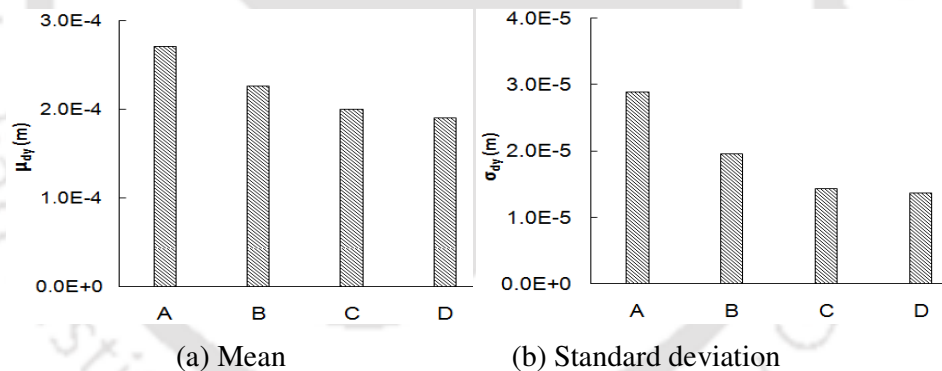 3.0E-4
2.0E-4
1.0E-4
0.0E+0
μdy (m)
A B C D
4.0E-5
3.0E-5
2.0E-5
1.0E-5
0.0E+0
σdy (m)
A B C D
(a) Mean
(b) Standard deviation